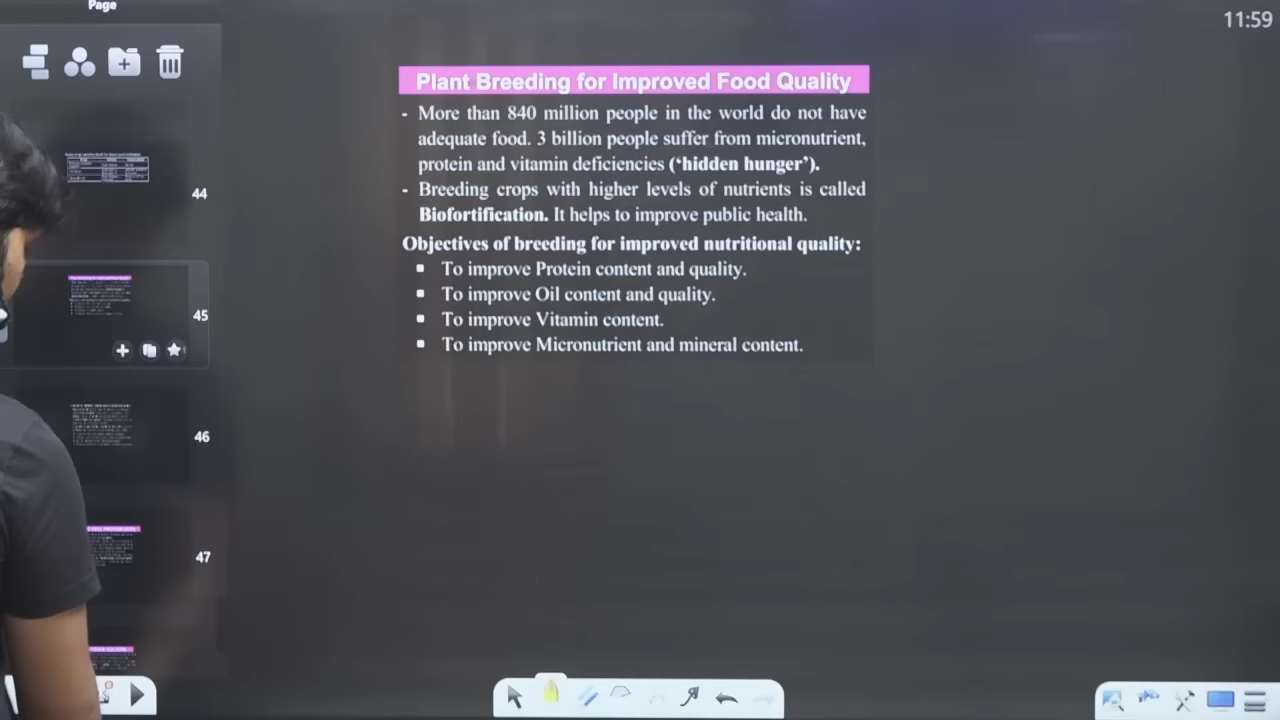 Page
11:59
44
45
46
47
Plant Breeding for Improved Food Quality
- More than 840 million people in the world do not have
adequate food. 3 billion people suffer from micronutrient,
protein and vitamin deficiencies (‘hidden hunger’).
- Breeding crops with higher levels of nutrients is called
Biofortification. It helps to improve public health.
Objectives of breeding for improved nutritional quality:
▪ To improve Protein content and quality.
▪ To improve Oil content and quality.
▪ To improve Vitamin content.
▪ To improve Micronutrient and mineral content.